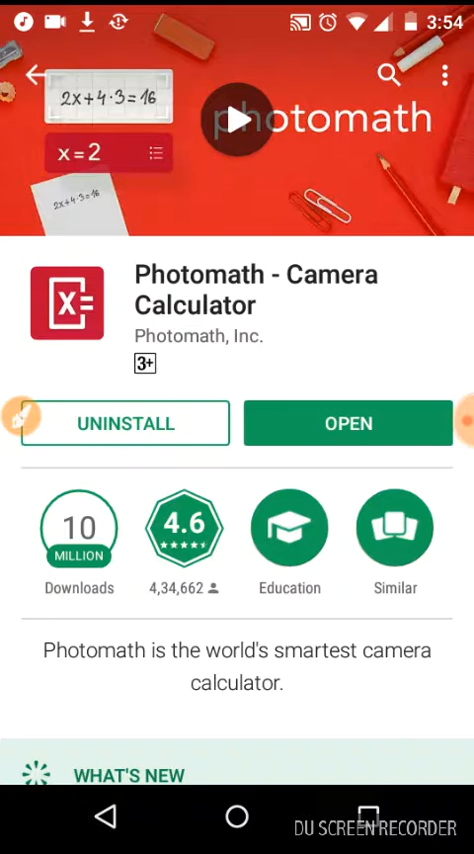 3:54
2x+4·3=16
photomath
x=2
2x+4·3=16
Photomath - Camera
Calculator
Photomath, Inc.
3+
X=
UNINSTALL
OPEN
10
MILLION
4.6
Downloads
4,34,662
Education
Similar
Photomath is the world's smartest camera
calculator.
WHAT'S NEW
DU SCREEN RECORDER